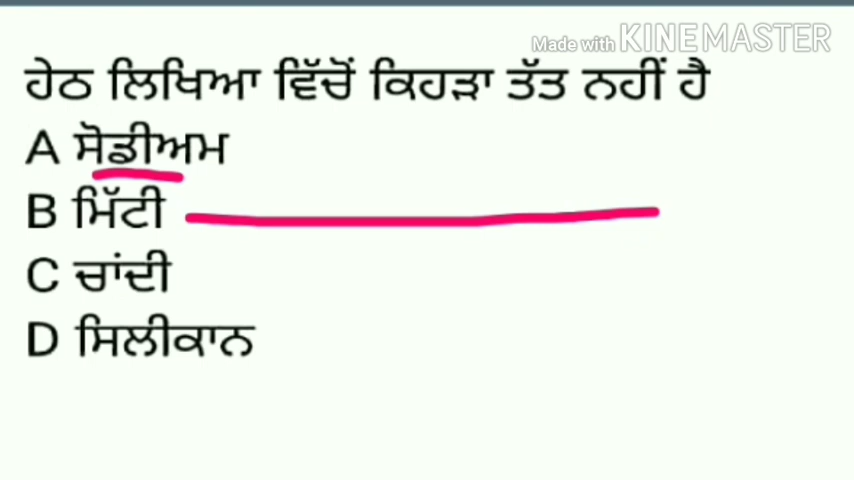 Made with KINEMASTER
ਹੇਠ ਲਿਖਿਆ ਵਿੱਚੋਂ ਕਿਹੜਾ ਤੱਤ ਨਹੀਂ ਹੈ
A ਸੋਡੀਅਮ
B ਮਿੱਟੀ
C ਚਾਂਦੀ
D ਸਿਲੀਕਾਨ